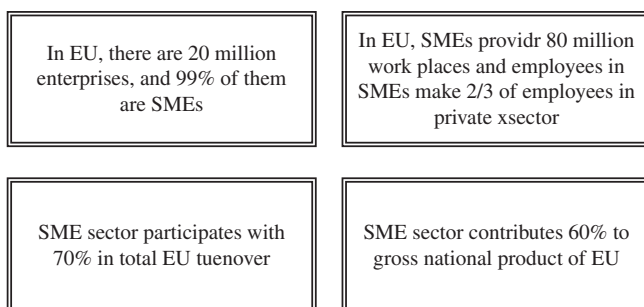 In EU, there are 20 million
enterprises, and 99% of them
are SMEs
In EU, SMEs providr 80 million
work places and employees in
SMEs make 2/3 of employees in
private xsector
SME sector participates with
70% in total EU tuenover
SME sector contributes 60% to
gross national product of EU